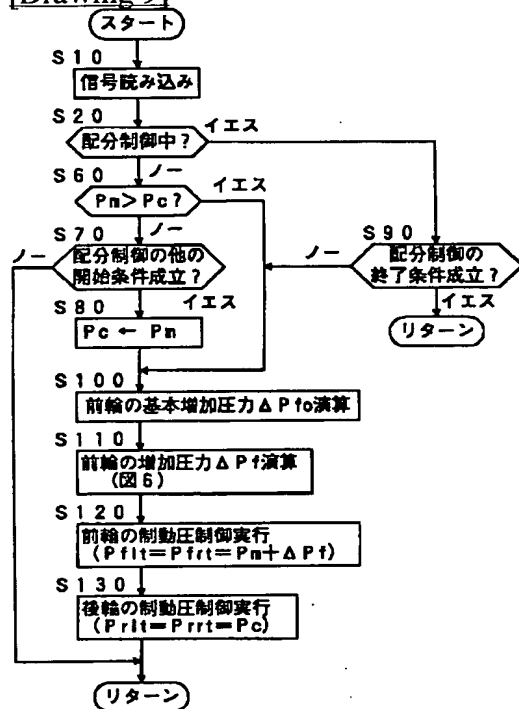 [Drawing 9]
スタート
S10
信号読み込み
S20
イエス
配分制御中?
S60
ノー
イエス
Pm>Pc?
S70
ノー
S90
ノー
配分制御の他の
開始条件成立?
ノー
配分制御の
終了条件成立?
S80
イエス
イエス
Pc ← Pm
リターン
S100
前輪の基本増加圧力ΔPfo演算
S110
前輪の増加圧力ΔPf演算
(図6)
S120
前輪の制動圧制御実行
(Pflt=Pfrt=Pm+ΔPf)
S130
後輪の制動圧制御実行
(Prlt=Prrt=Pc)
リターン